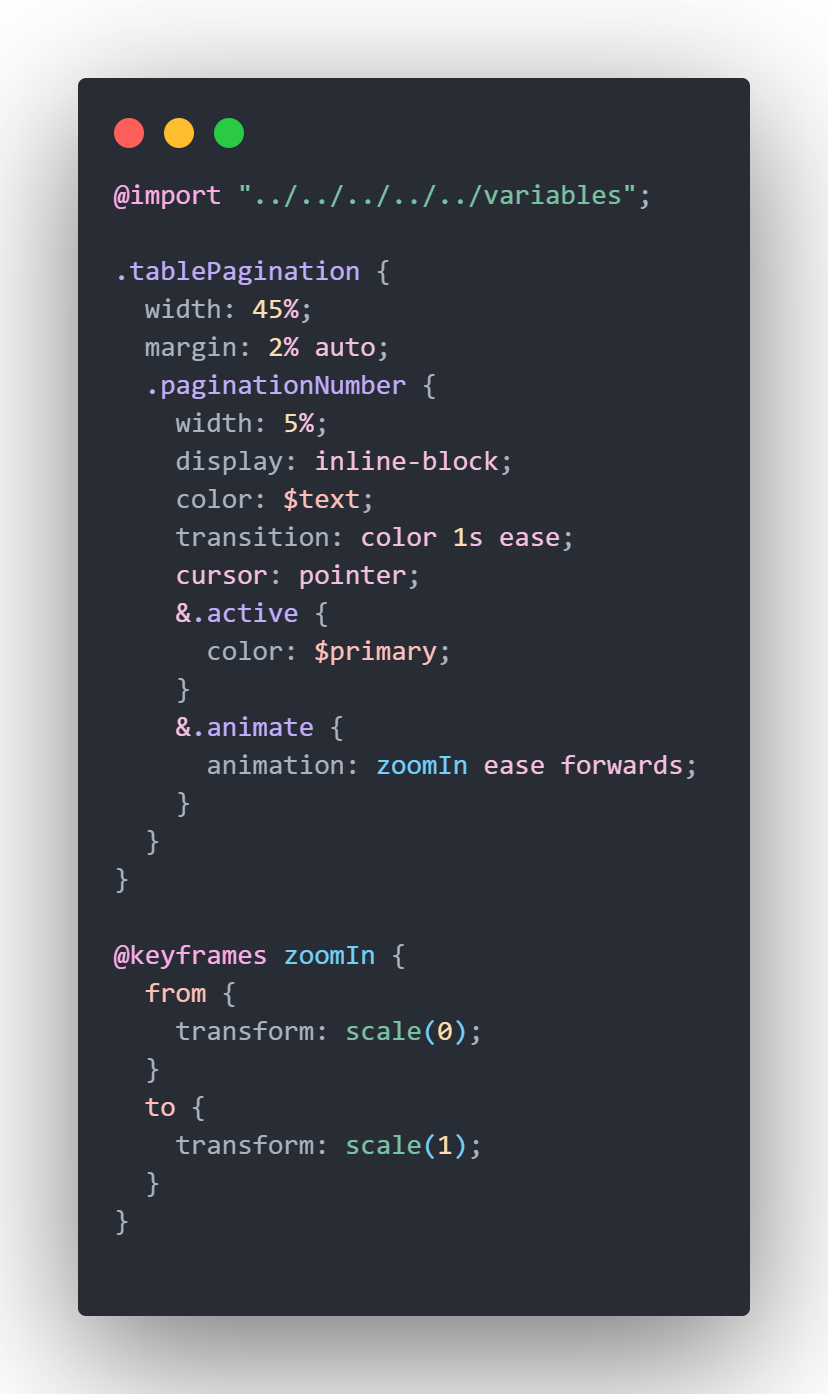 @import "../../../../../variables";

.tablePagination {
  width: 45%;
  margin: 2% auto;
  .paginationNumber {
    width: 5%;
    display: inline-block;
    color: $text;
    transition: color 1s ease;
    cursor: pointer;
    &.active {
      color: $primary;
    }
    &.animate {
      animation: zoomIn ease forwards;
    }
  }
}

@keyframes zoomIn {
  from {
    transform: scale(0);
  }
  to {
    transform: scale(1);
  }
}